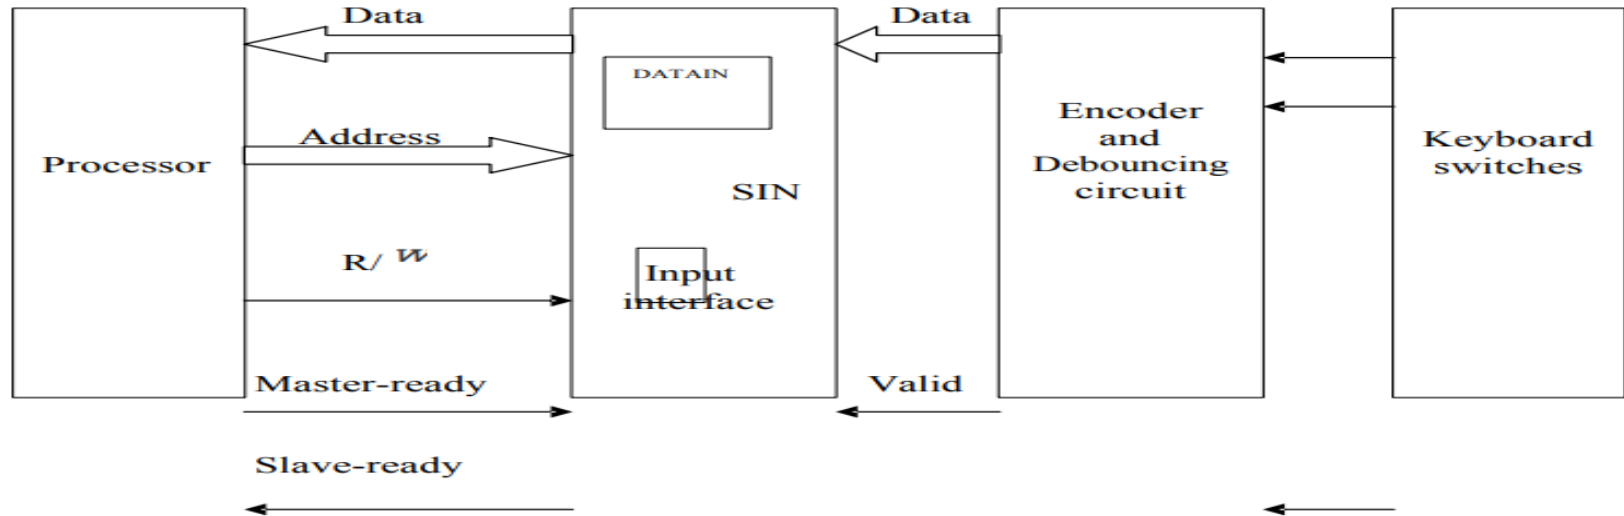 Data
Data
DATAIN
Encoder
and
Debouncing
circuit
Address
Processor
Keyboard
switches
SIN
R/ W
Input
interface
Master-ready
Valid
Slave-ready